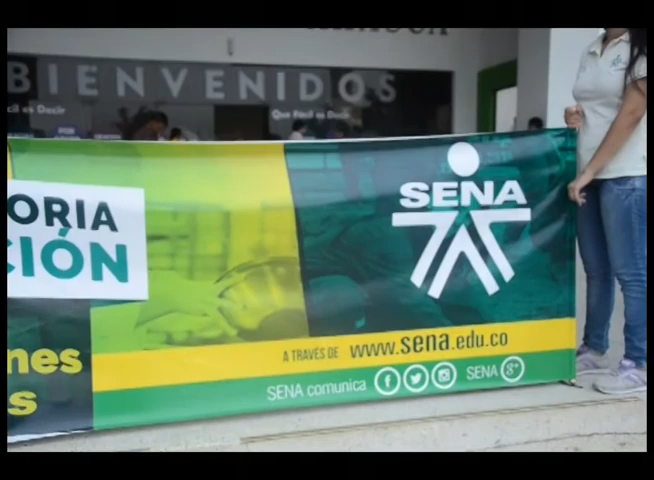 BIENVENIDOS
Qué Fácil es Decir
ORIA
CIÓN
nes
s
SENA
A TRAVÉS DE www.sena.edu.co
SENA comunica SENA